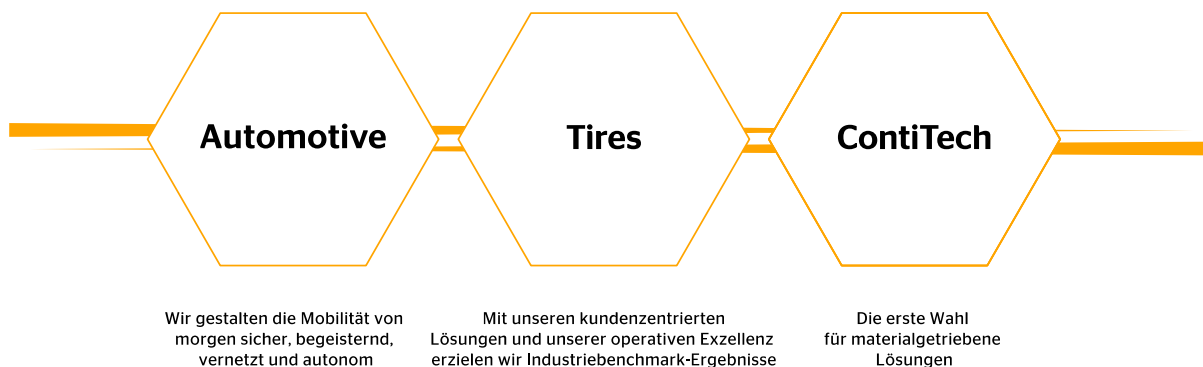 Automotive
Tires
ContiTech
Wir gestalten die Mobilität von
morgen sicher, begeisternd,
vernetzt und autonom
Mit unseren kundenzentrierten
Lösungen und unserer operativen Exzellenz
erzielen wir Industriebenchmark-Ergebnisse
Die erste Wahl
für materialgetriebene
Lösungen